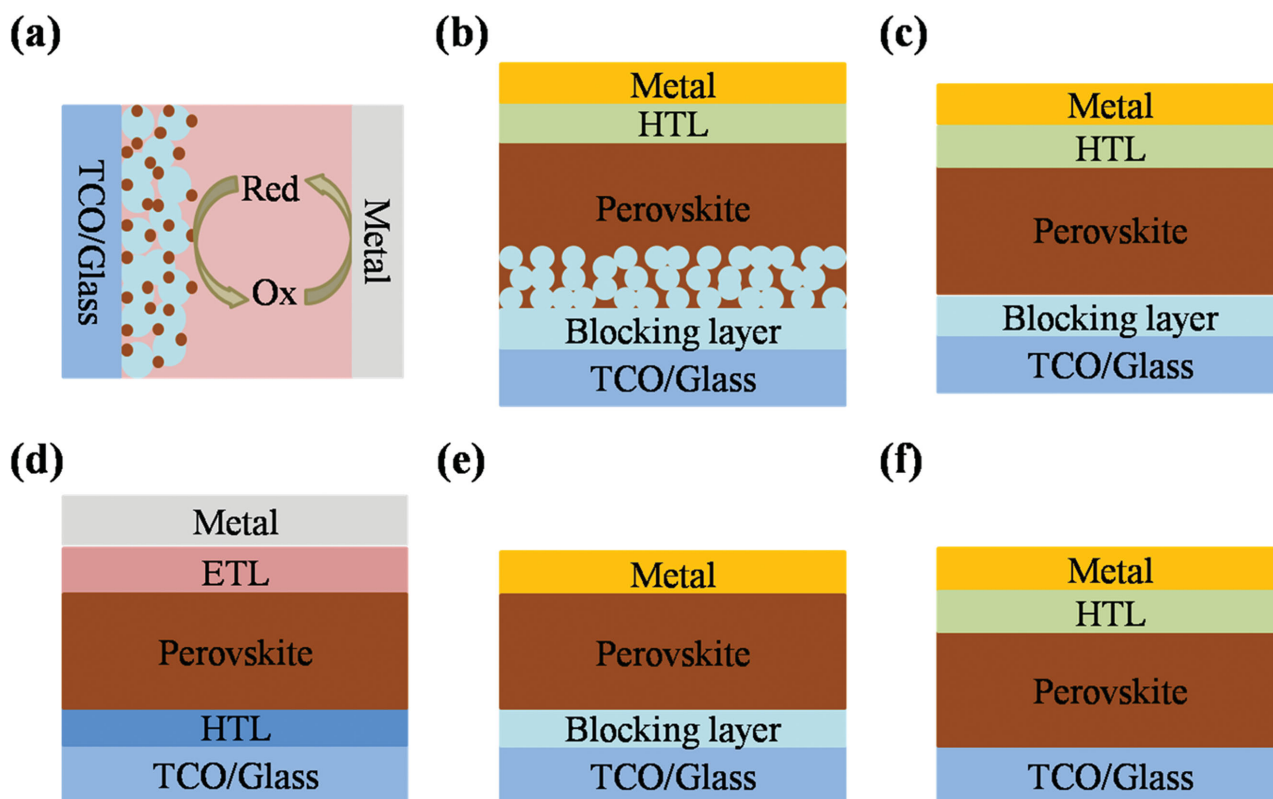 (a)
TCO/Glass
Red
Ox
Metal
(b)
Metal
HTL
Perovskite
Blocking layer
TCO/Glass
(c)
Metal
HTL
Perovskite
Blocking layer
TCO/Glass
(d)
Metal
ETL
Perovskite
HTL
TCO/Glass
(e)
Metal
Perovskite
Blocking layer
TCO/Glass
(f)
Metal
HTL
Perovskite
TCO/Glass